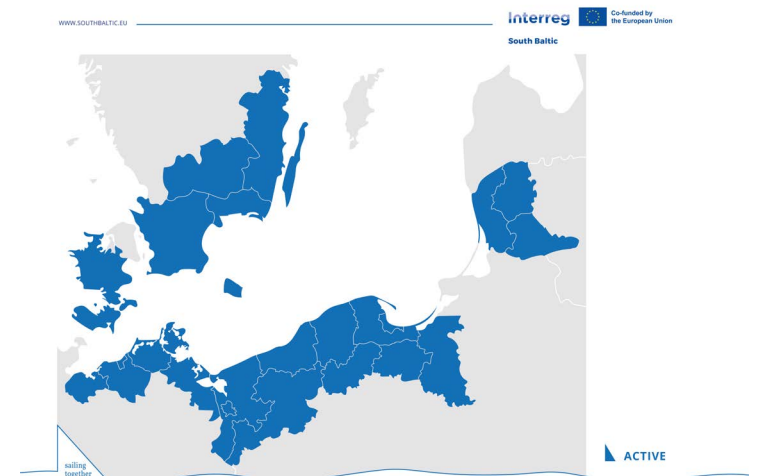 WWW.SOUTHBALTIC.EU
Interreg
Co-funded by
the European Union
South Baltic
ACTIVE
sailing
together